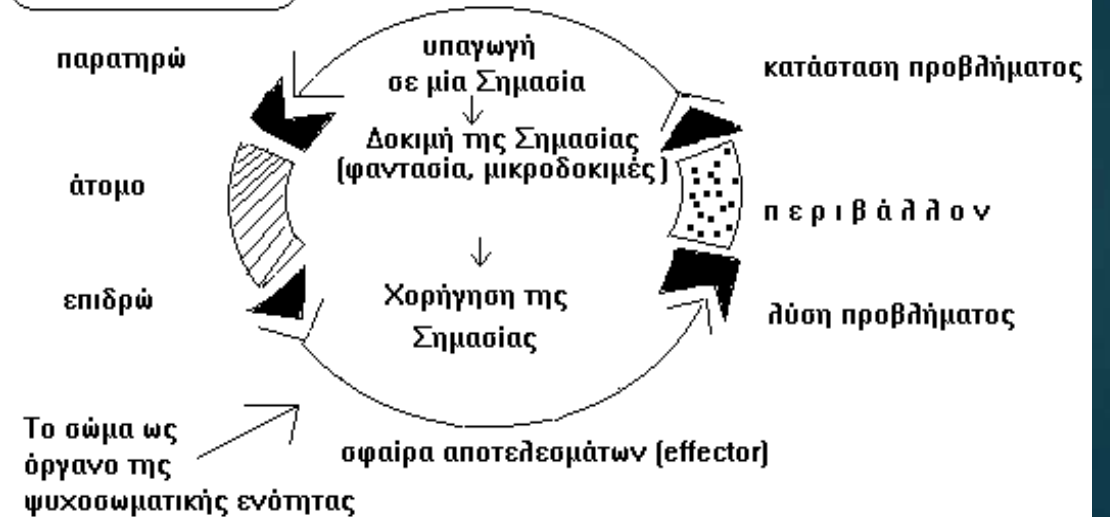 παρατηρώ
υπαγωγή
σε μία Σημασία
κατάσταση προβλήματος
Δοκιμή της Σημασίας
(φαντασία, μικροδοκιμές)
άτομο
π ε ρ ι β ά λ λ ο ν
επιδρώ
Χορήγηση της
Σημασίας
λύση προβλήματος
Το σώμα ως
όργανο της
ψυχοσωματικής ενότητας
σφαίρα αποτελεσμάτων (effector)